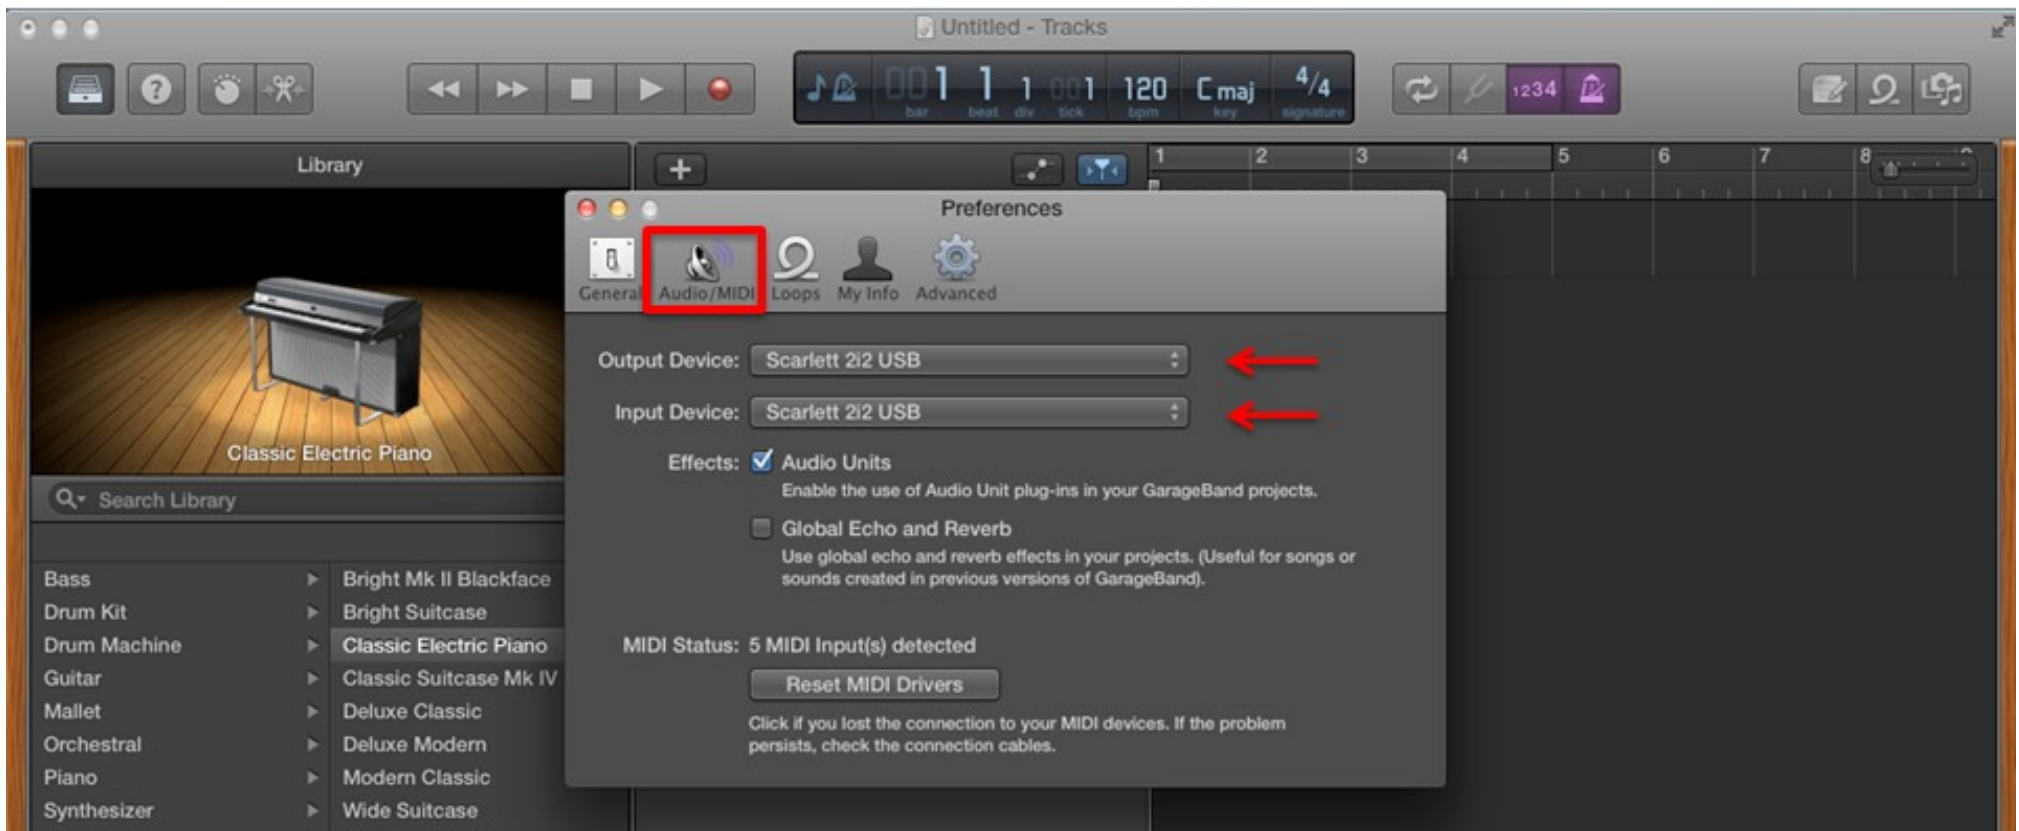 Untitled - Tracks
001 1 1 001 120 C maj 4/4
bar beat div tick bpm key signature
1234
Library
1 2 3 4 5 6 7 8
Preferences
General Audio/MIDI Loops My Info Advanced
Output Device: Scarlett 2i2 USB
Input Device: Scarlett 2i2 USB
Effects: Audio Units
Enable the use of Audio Unit plug-ins in your GarageBand projects.
Global Echo and Reverb
Use global echo and reverb effects in your projects. (Useful for songs or
sounds created in previous versions of GarageBand).
MIDI Status: 5 MIDI Input(s) detected
Reset MIDI Drivers
Click if you lost the connection to your MIDI devices. If the problem
persists, check the connection cables.
Classic Electric Piano
Search Library
Bass
Drum Kit
Drum Machine
Guitar
Mallet
Orchestral
Piano
Synthesizer
Bright Mk II Blackface
Bright Suitcase
Classic Electric Piano
Classic Suitcase Mk IV
Deluxe Classic
Deluxe Modern
Modern Classic
Wide Suitcase